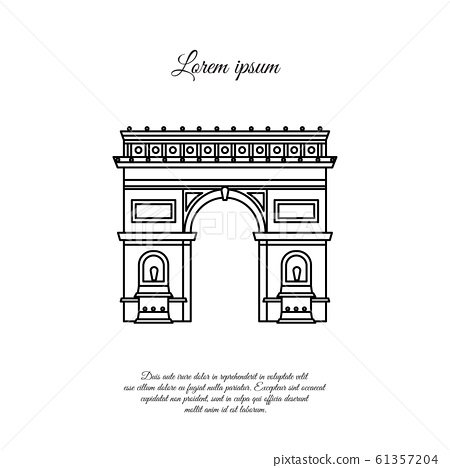 Lorem ipsum
PIXTA
Duis aute irure dolor in reprehenderit in voluptate velit
esse cillum dolore eu fugiat nulla pariatur. Excepteur sint occaecat
cupidatat non proident, sunt in culpa qui officia deserunt
mollit anim id est laborum.
61357204